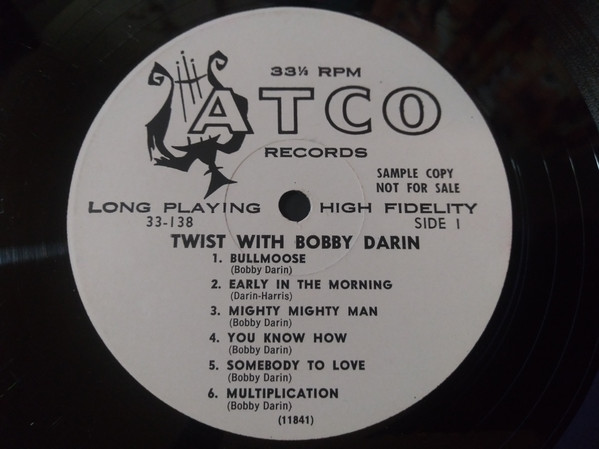 33⅓ RPM
ATCO
RECORDS
SAMPLE COPY
NOT FOR SALE
LONG PLAYING HIGH FIDELITY
33-138 SIDE 1
TWIST WITH BOBBY DARIN
1. BULLMOOSE
(Bobby Darin)
2. EARLY IN THE MORNING
(Darin-Harris)
3. MIGHTY MIGHTY MAN
(Bobby Darin)
4. YOU KNOW HOW
(Bobby Darin)
5. SOMEBODY TO LOVE
(Bobby Darin)
6. MULTIPLICATION
(Bobby Darin)
(11841)